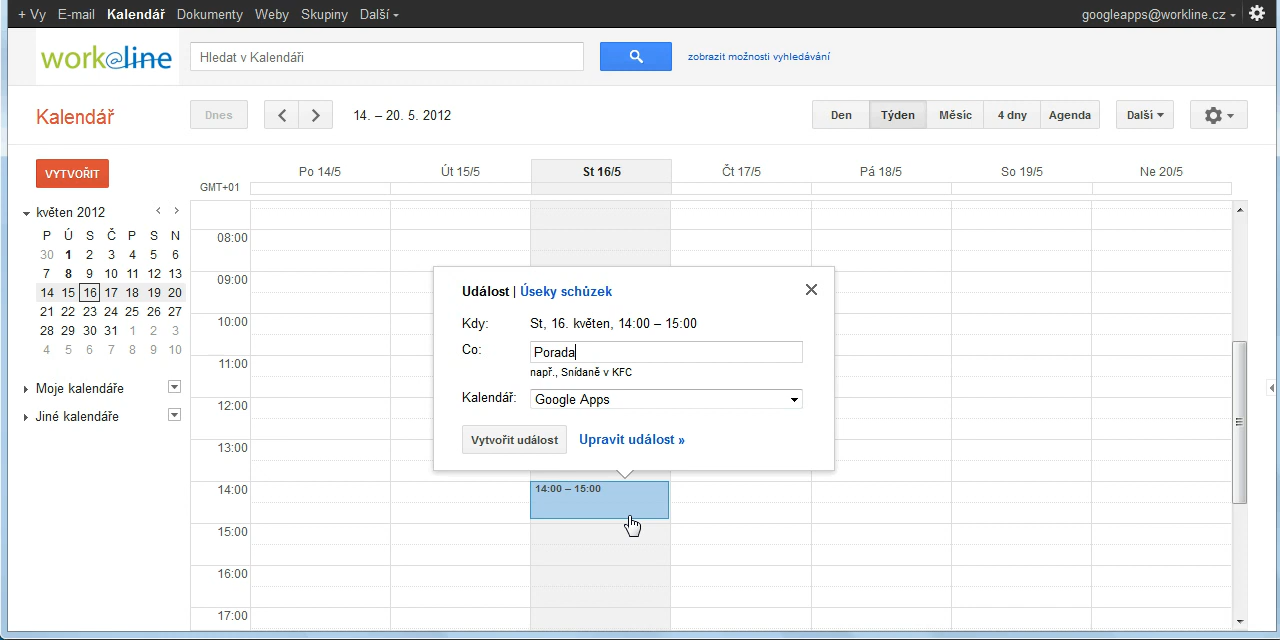 + Vy E-mail Kalendář Dokumenty Weby Skupiny Další googleapps@workline.cz
work@line Hledat v Kalendáři zobrazit možnosti vyhledávání
Kalendář Dnes 14. – 20. 5. 2012 Den Týden Měsíc 4 dny Agenda Další
VYTVOŘIT
květen 2012
P Ú S Č P S N
30 1 2 3 4 5 6
7 8 9 10 11 12 13
14 15 16 17 18 19 20
21 22 23 24 25 26 27
28 29 30 31 1 2 3
4 5 6 7 8 9 10
Moje kalendáře
Jiné kalendáře
Po 14/5 Út 15/5 St 16/5 Čt 17/5 Pá 18/5 So 19/5 Ne 20/5
GMT+01
08:00
09:00
10:00
11:00
12:00
13:00
14:00
15:00
16:00
17:00
Událost | Úseky schůzek
Kdy: St, 16. květen, 14:00 – 15:00
Co: Porada
např., Snídaně v KFC
Kalendář: Google Apps
Vytvořit událost Upravit událost »
14:00 – 15:00